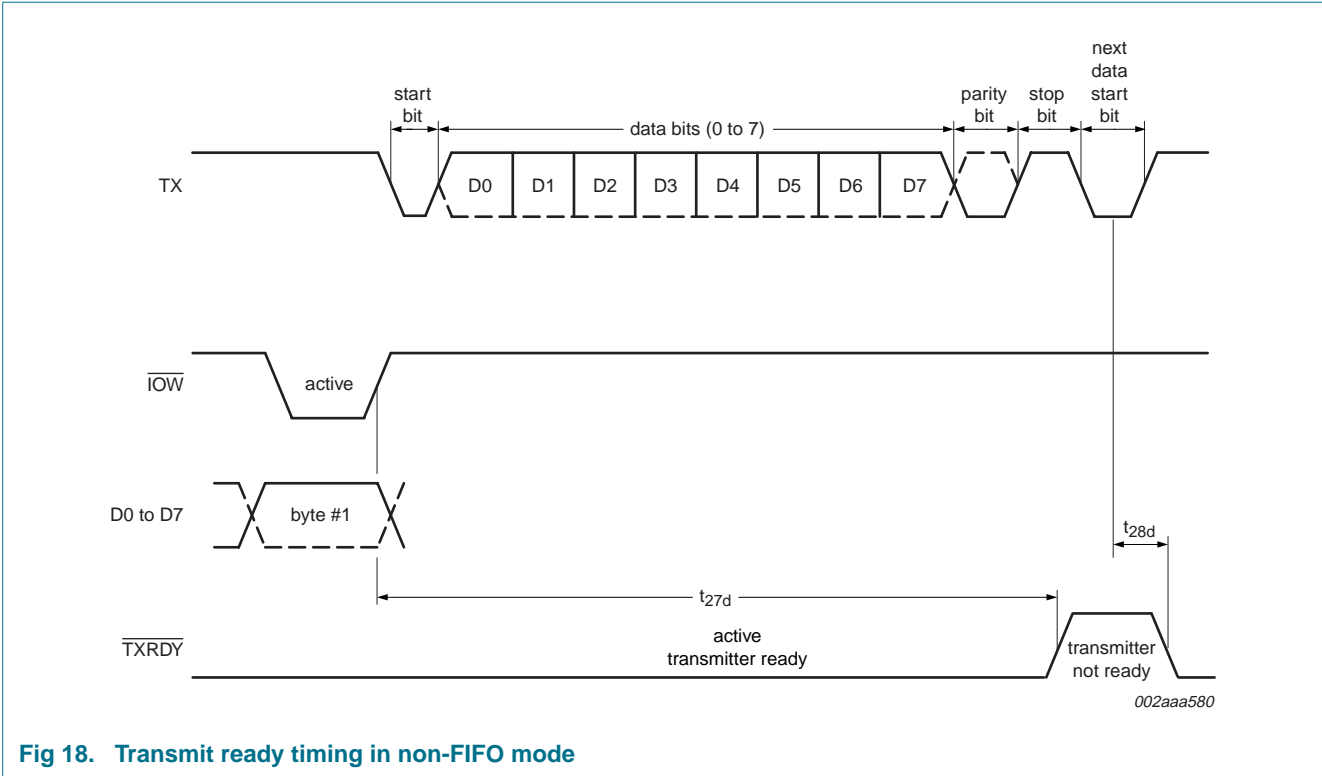 next
data
start
bit
start
bit
parity
bit
stop
bit
data bits (0 to 7)
TX
D0 D1 D2 D3 D4 D5 D6 D7
IOW
active
D0 to D7
byte #1
t28d
t27d
TXRDY
active
transmitter ready
transmitter
not ready
002aaa580
Fig 18. Transmit ready timing in non-FIFO mode